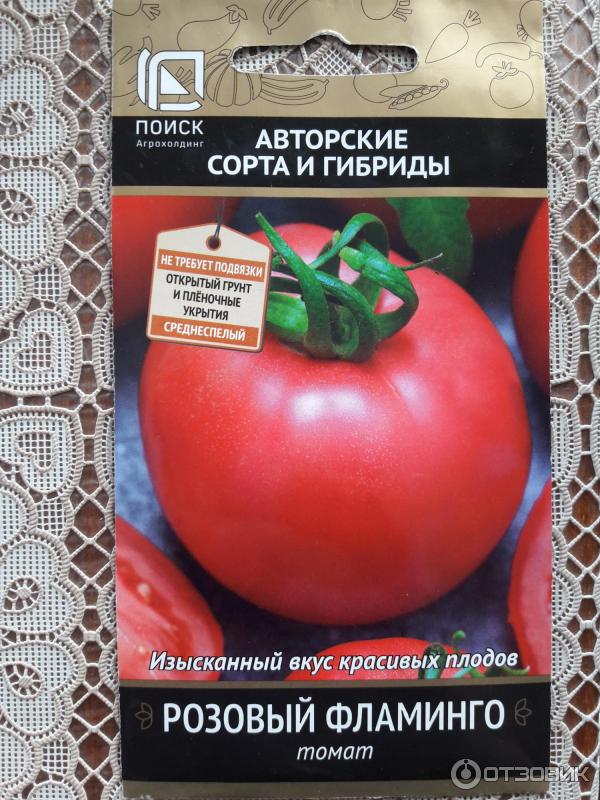 ПОИСК
Агрохолдинг
АВТОРСКИЕ
СОРТА И ГИБРИДЫ
НЕ ТРЕБУЕТ ПОДВЯЗКИ
ОТКРЫТЫЙ ГРУНТ
И ПЛЁНОЧНЫЕ
УКРЫТИЯ
СРЕДНЕСПЕЛЫЙ
Изысканный вкус красивых плодов
РОЗОВЫЙ ФЛАМИНГО
томат
ОТЗОВИК